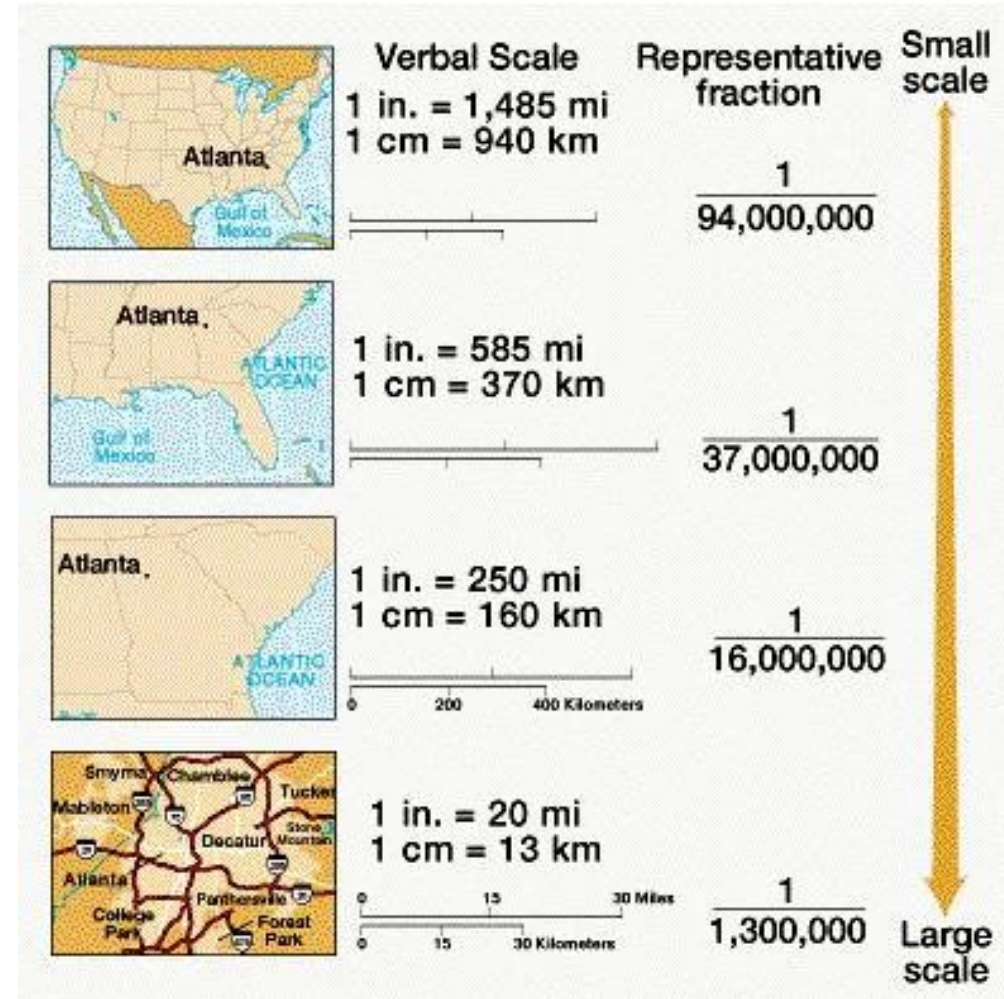 Verbal Scale
Representative
fraction
Small
scale
Atlanta
Gulf of
Mexico
1 in. = 1,485 mi
1 cm = 940 km
1
94,000,000
Atlanta
ATLANTIC
OCEAN
Gulf of
Mexico
1 in. = 585 mi
1 cm = 370 km
1
37,000,000
Atlanta
ATLANTIC
OCEAN
1 in. = 250 mi
1 cm = 160 km
0 200 400 Kilometers
1
16,000,000
Smyrna
Chamblee
Tucker
Mableton
Decatur
Stone
Mountain
Atlanta
Panthersville
College
Park
Forest
Park
1 in. = 20 mi
1 cm = 13 km
0 15 30 Miles
0 15 30 Kilometers
1
1,300,000
Large
scale